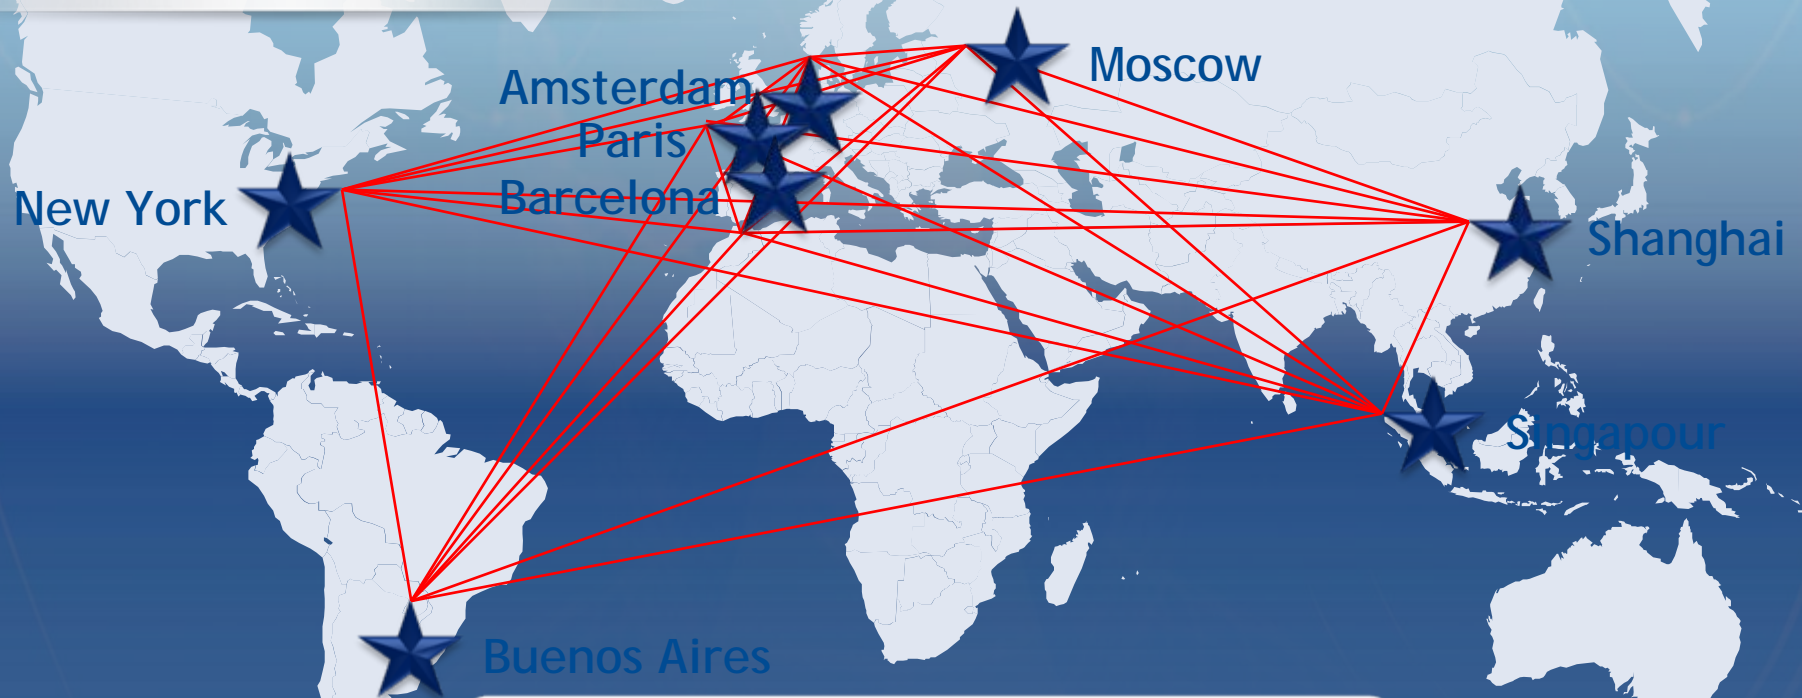 Moscow
Amsterdam
Paris
Barcelona
New York
Shanghai
Singapour
Buenos Aires